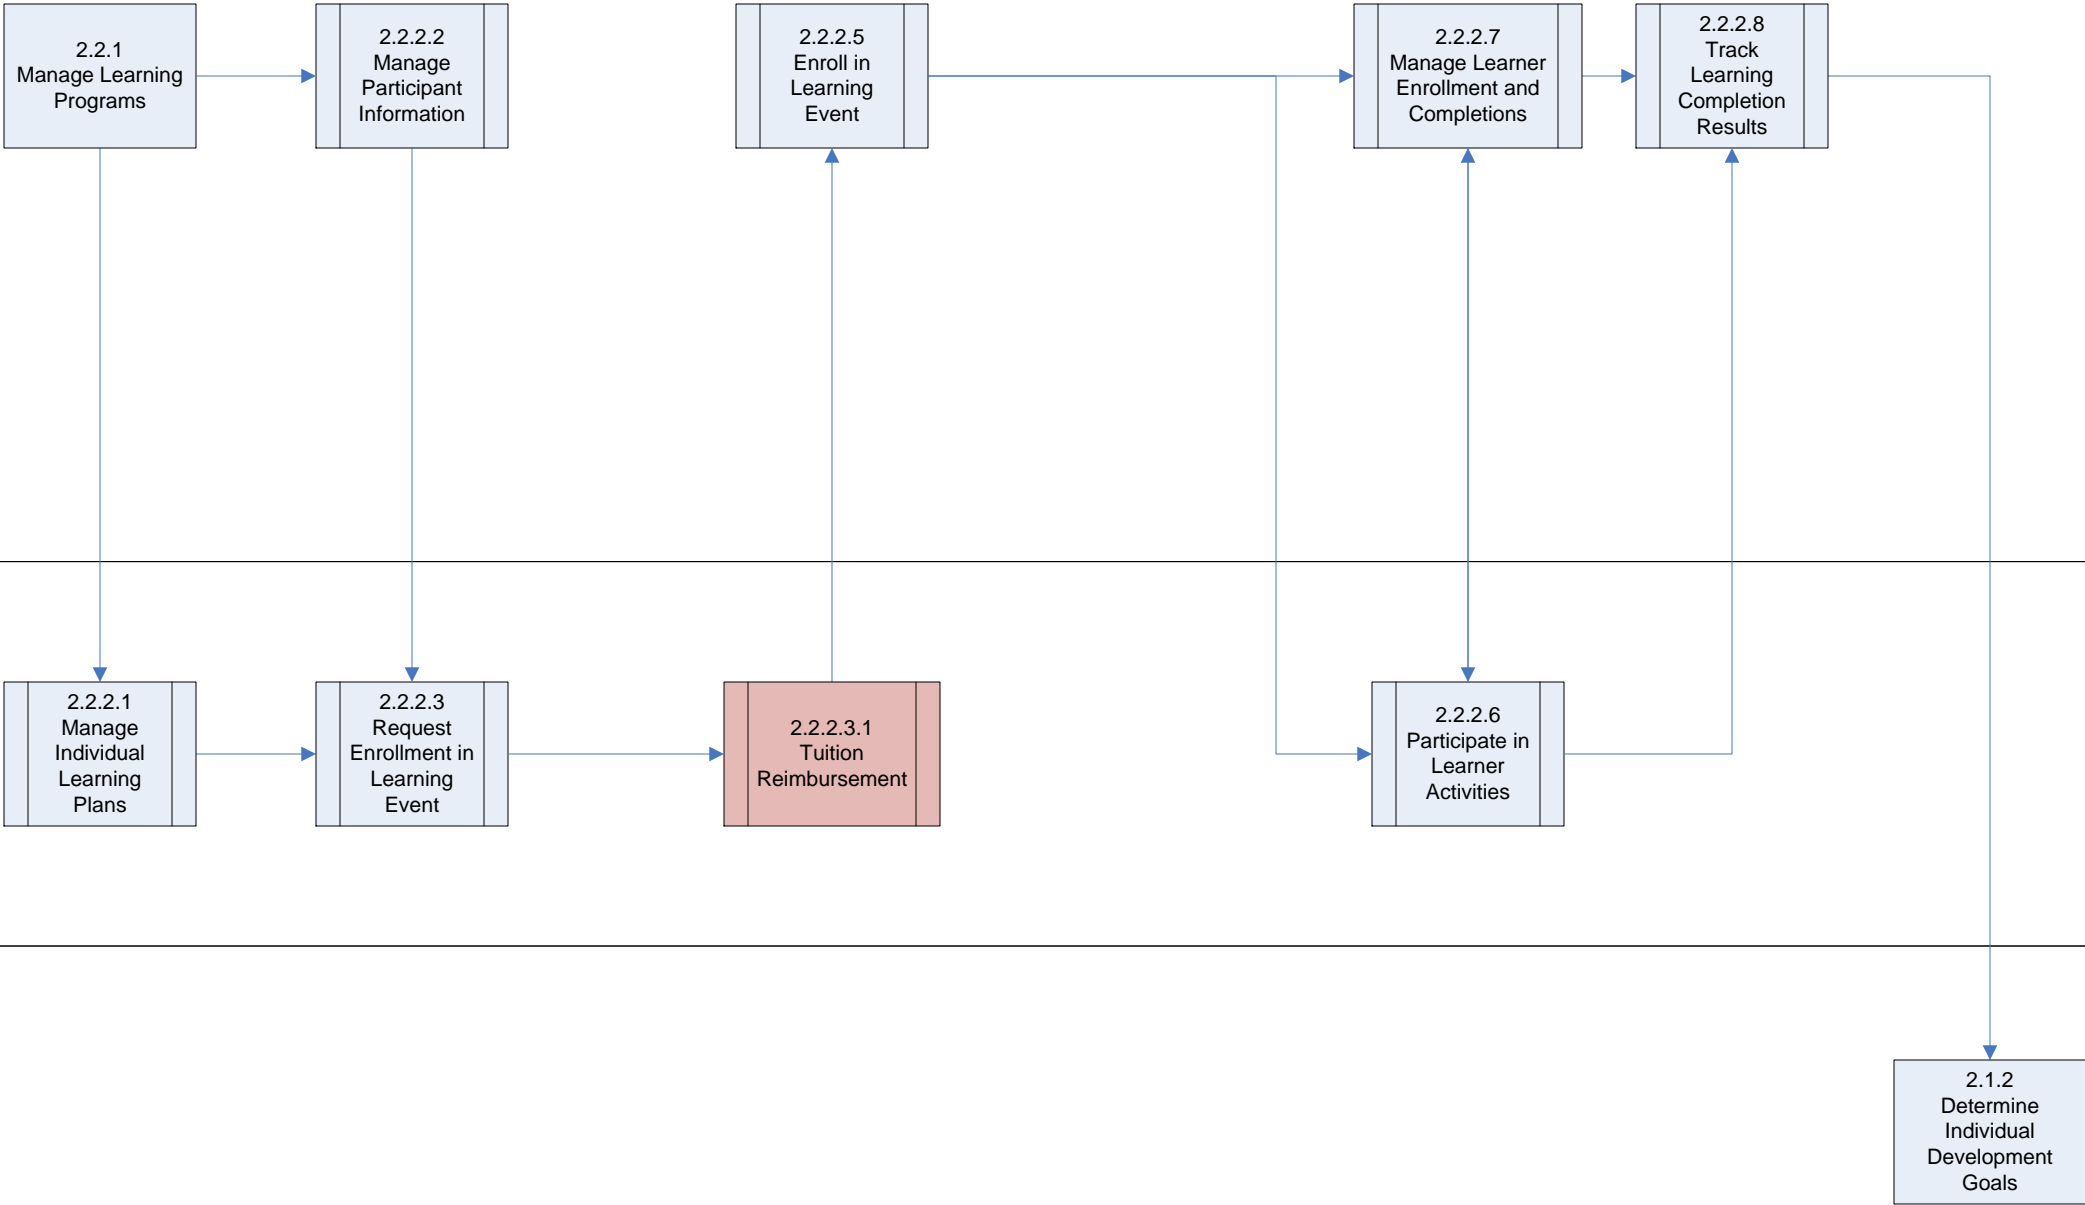 2.2.1
Manage Learning
Programs
2.2.2.2
Manage
Participant
Information
2.2.2.5
Enroll in
Learning
Event
2.2.2.7
Manage Learner
Enrollment and
Completions
2.2.2.8
Track
Learning
Completion
Results
2.2.2.1
Manage
Individual
Learning
Plans
2.2.2.3
Request
Enrollment in
Learning
Event
2.2.2.3.1
Tuition
Reimbursement
2.2.2.6
Participate in
Learner
Activities
2.1.2
Determine
Individual
Development
Goals